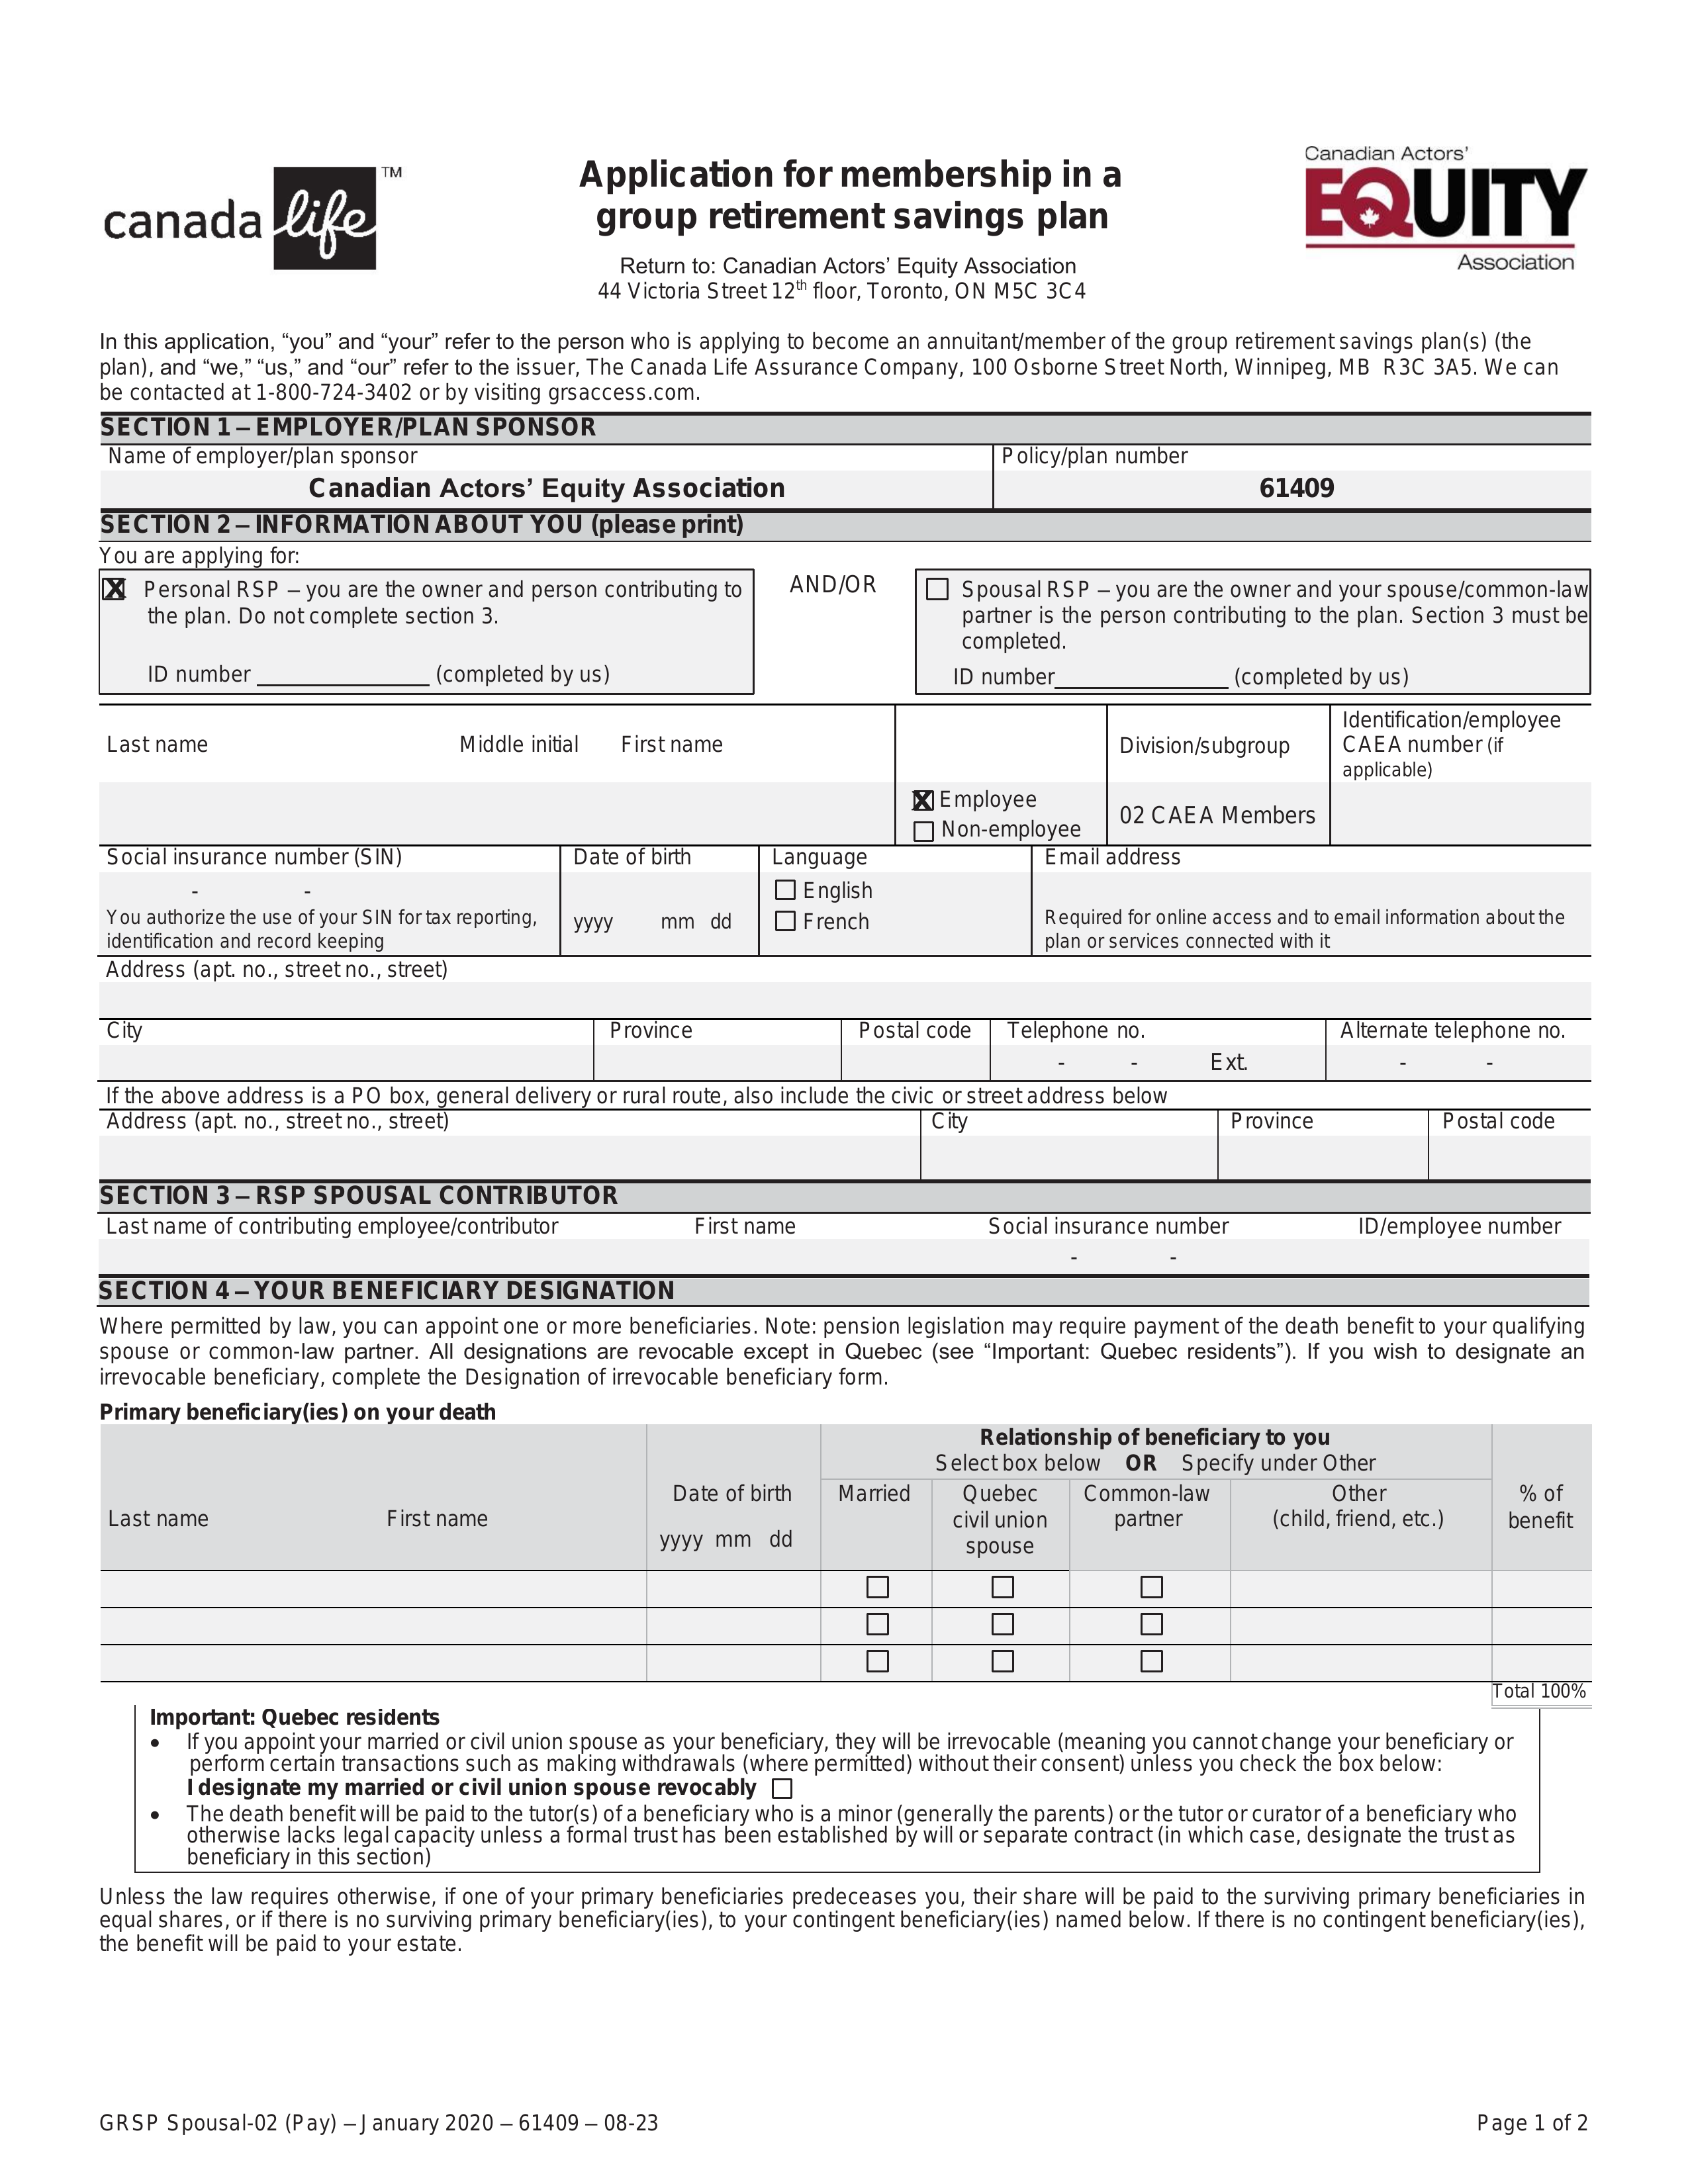 canada life™
Application for membership in a
group retirement savings plan
Return to: Canadian Actors’ Equity Association
44 Victoria Street 12th floor, Toronto, ON M5C 3C4
Canadian Actors’
EQUITY
Association
In this application, “you” and “your” refer to the person who is applying to become an annuitant/member of the group retirement savings plan(s) (the
plan), and “we,” “us,” and “our” refer to the issuer, The Canada Life Assurance Company, 100 Osborne Street North, Winnipeg, MB R3C 3A5. We can
be contacted at 1-800-724-3402 or by visiting grsaccess.com.
SECTION 1 – EMPLOYER/PLAN SPONSOR
Name of employer/plan sponsor Policy/plan number
Canadian Actors’ Equity Association 61409
SECTION 2 – INFORMATION ABOUT YOU (please print)
You are applying for:
X Personal RSP – you are the owner and person contributing to
the plan. Do not complete section 3.
ID number ______________ (completed by us)
AND/OR
Spousal RSP – you are the owner and your spouse/common-law
partner is the person contributing to the plan. Section 3 must be
completed.
ID number______________ (completed by us)
Last name Middle initial First name
X Employee
Non-employee
Division/subgroup
02 CAEA Members
Identification/employee
CAEA number (if
applicable)
Social insurance number (SIN)
- -
You authorize the use of your SIN for tax reporting,
identification and record keeping
Date of birth
yyyy mm dd
Language
English
French
Email address
Required for online access and to email information about the
plan or services connected with it
Address (apt. no., street no., street)
City Province Postal code Telephone no. Alternate telephone no.
- - Ext. - -
If the above address is a PO box, general delivery or rural route, also include the civic or street address below
Address (apt. no., street no., street) City Province Postal code
SECTION 3 – RSP SPOUSAL CONTRIBUTOR
Last name of contributing employee/contributor First name Social insurance number ID/employee number
- -
SECTION 4 – YOUR BENEFICIARY DESIGNATION
Where permitted by law, you can appoint one or more beneficiaries. Note: pension legislation may require payment of the death benefit to your qualifying
spouse or common-law partner. All designations are revocable except in Quebec (see “Important: Quebec residents”). If you wish to designate an
irrevocable beneficiary, complete the Designation of irrevocable beneficiary form.
Primary beneficiary(ies) on your death
Last name First name
Date of birth
yyyy mm dd
Relationship of beneficiary to you
Select box below OR Specify under Other
Married
Quebec
civil union
spouse
Common-law
partner
Other
(child, friend, etc.)
% of
benefit
Total 100%
Important: Quebec residents
• If you appoint your married or civil union spouse as your beneficiary, they will be irrevocable (meaning you cannot change your beneficiary or
perform certain transactions such as making withdrawals (where permitted) without their consent) unless you check the box below:
I designate my married or civil union spouse revocably
• The death benefit will be paid to the tutor(s) of a beneficiary who is a minor (generally the parents) or the tutor or curator of a beneficiary who
otherwise lacks legal capacity unless a formal trust has been established by will or separate contract (in which case, designate the trust as
beneficiary in this section)
Unless the law requires otherwise, if one of your primary beneficiaries predeceases you, their share will be paid to the surviving primary beneficiaries in
equal shares, or if there is no surviving primary beneficiary(ies), to your contingent beneficiary(ies) named below. If there is no contingent beneficiary(ies),
the benefit will be paid to your estate.
GRSP Spousal-02 (Pay) – January 2020 – 61409 – 08-23 Page 1 of 2